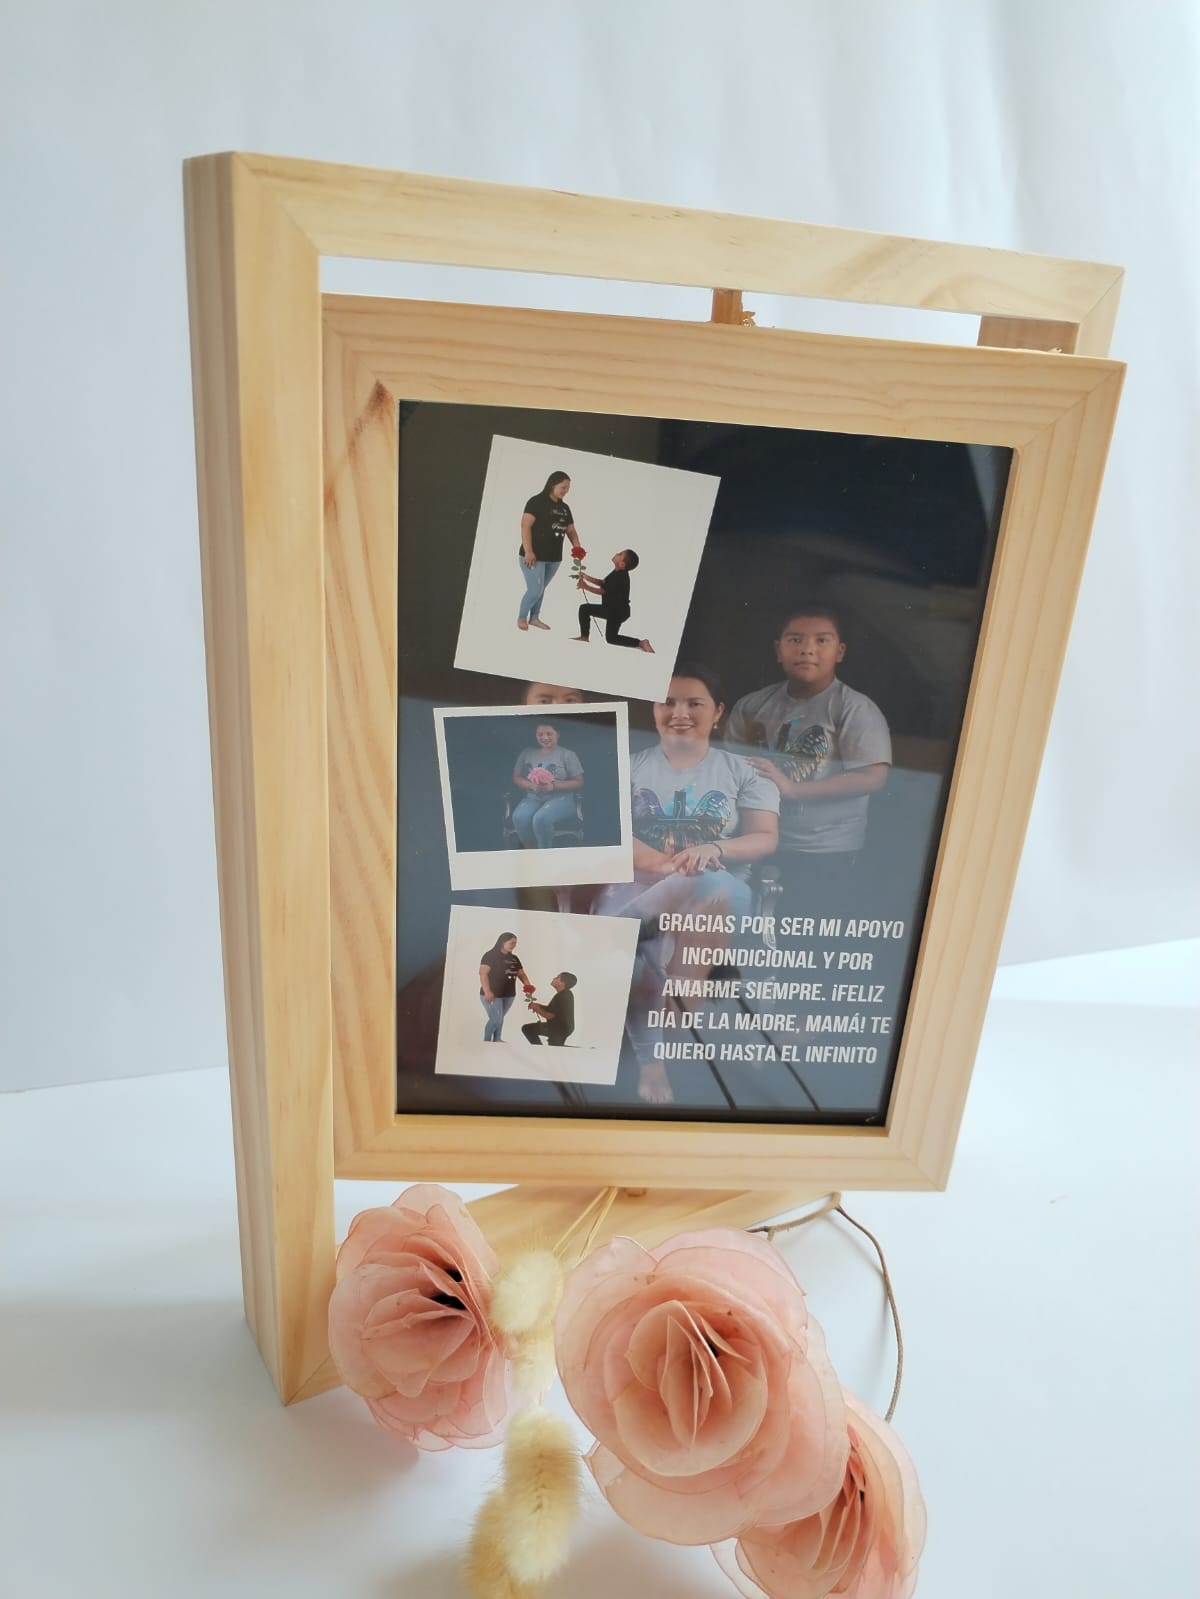 GRACIAS POR SER MI APOYO
INCONDICIONAL Y POR
AMARME SIEMPRE. ¡FELIZ
DÍA DE LA MADRE, MAMÁ! TE
QUIERO HASTA EL INFINITO